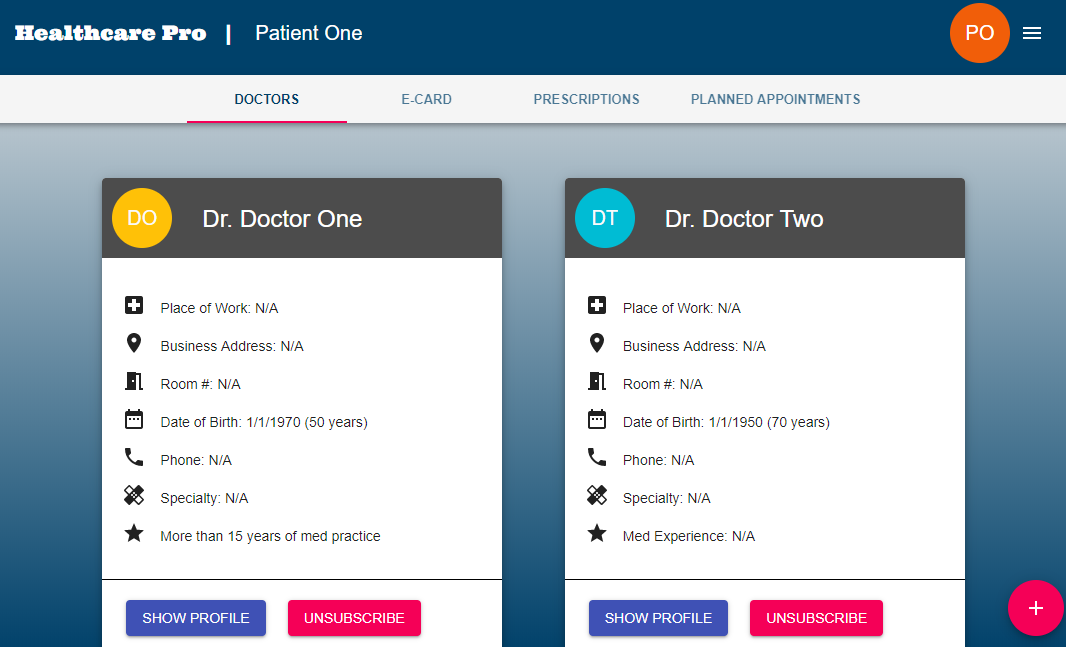 Healthcare Pro | Patient One PO
DOCTORS E-CARD PRESCRIPTIONS PLANNED APPOINTMENTS
DO Dr. Doctor One
Place of Work: N/A
Business Address: N/A
Room #: N/A
Date of Birth: 1/1/1970 (50 years)
Phone: N/A
Specialty: N/A
More than 15 years of med practice
SHOW PROFILE UNSUBSCRIBE
DT Dr. Doctor Two
Place of Work: N/A
Business Address: N/A
Room #: N/A
Date of Birth: 1/1/1950 (70 years)
Phone: N/A
Specialty: N/A
Med Experience: N/A
SHOW PROFILE UNSUBSCRIBE
+